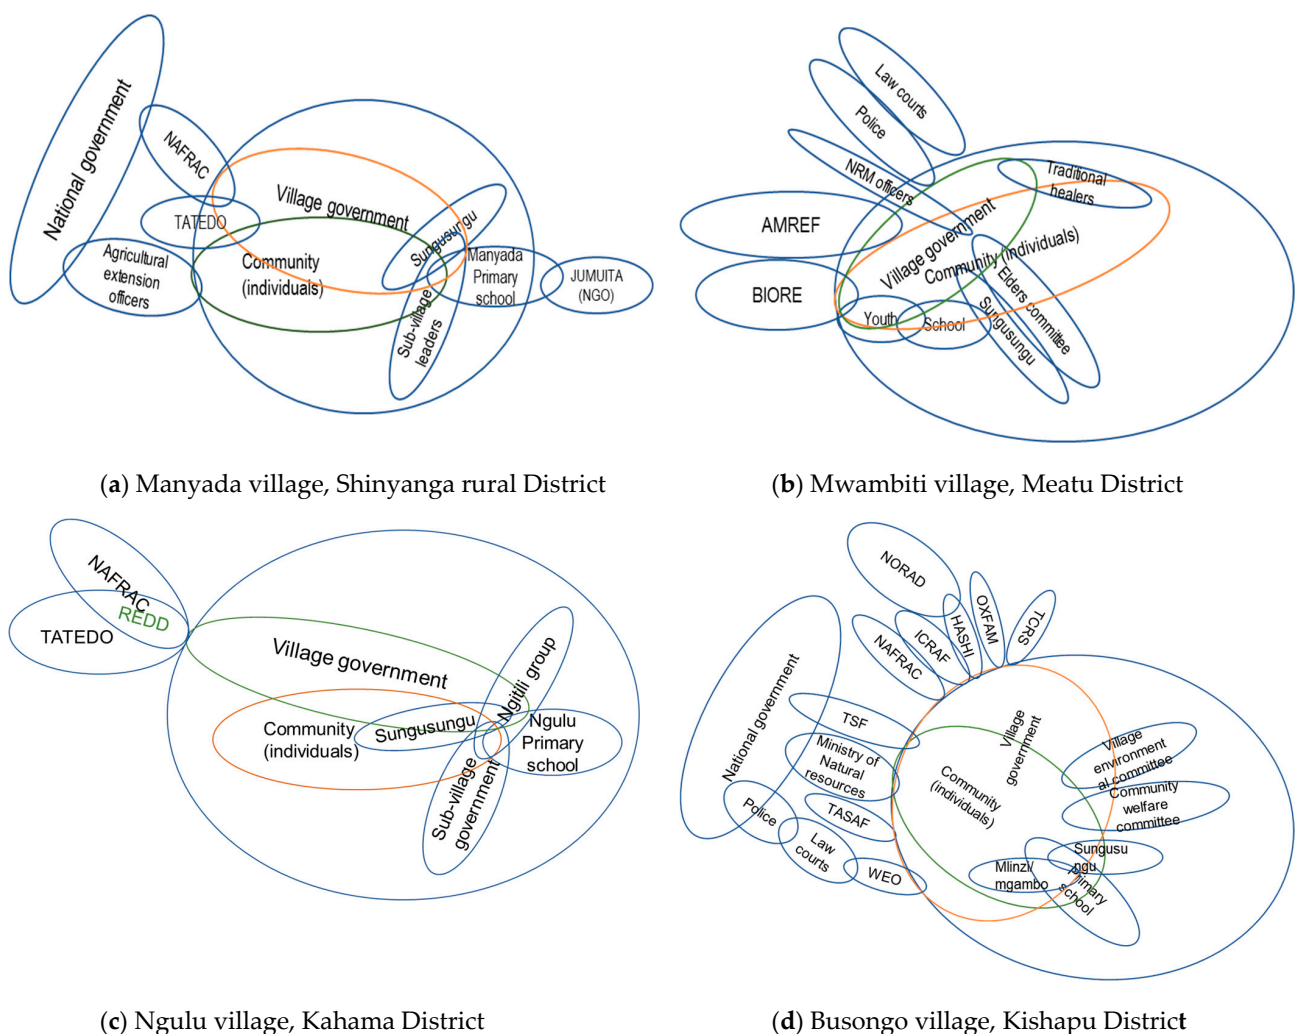 National government
NAFRAC
TATEDO
Agricultural
extension
officers
Village government
Community
(individuals)
Sungusungu
Manyada
Primary
school
Sub-village
leaders
JUMUITA
(NGO)
(a) Manyada village, Shinyanga rural District
Law courts
Police
NRM officers
Traditional
healers
AMREF
BIORE
Village government
Community (individuals)
Youth
School
Elders committee
Sungusungu
(b) Mwambiti village, Meatu District
NAFRAC
REDD
TATEDO
Village government
Community
(individuals)
Sungusungu
Ngitili group
Ngulu
Primary
school
Sub-village
government
(c) Ngulu village, Kahama District
NORAD
National government
NAFRAC
ICRAF
HASHI
OXFAM
TCRS
TSF
Ministry of
Natural
resources
TASAF
Police
Law
courts
WEO
Village
government
Community
(individuals)
Village
environment
al committee
Community
welfare
committee
Sungusu
ngu
Mlinzi/
mgambo
Primary
school
(d) Busongo village, Kishapu District